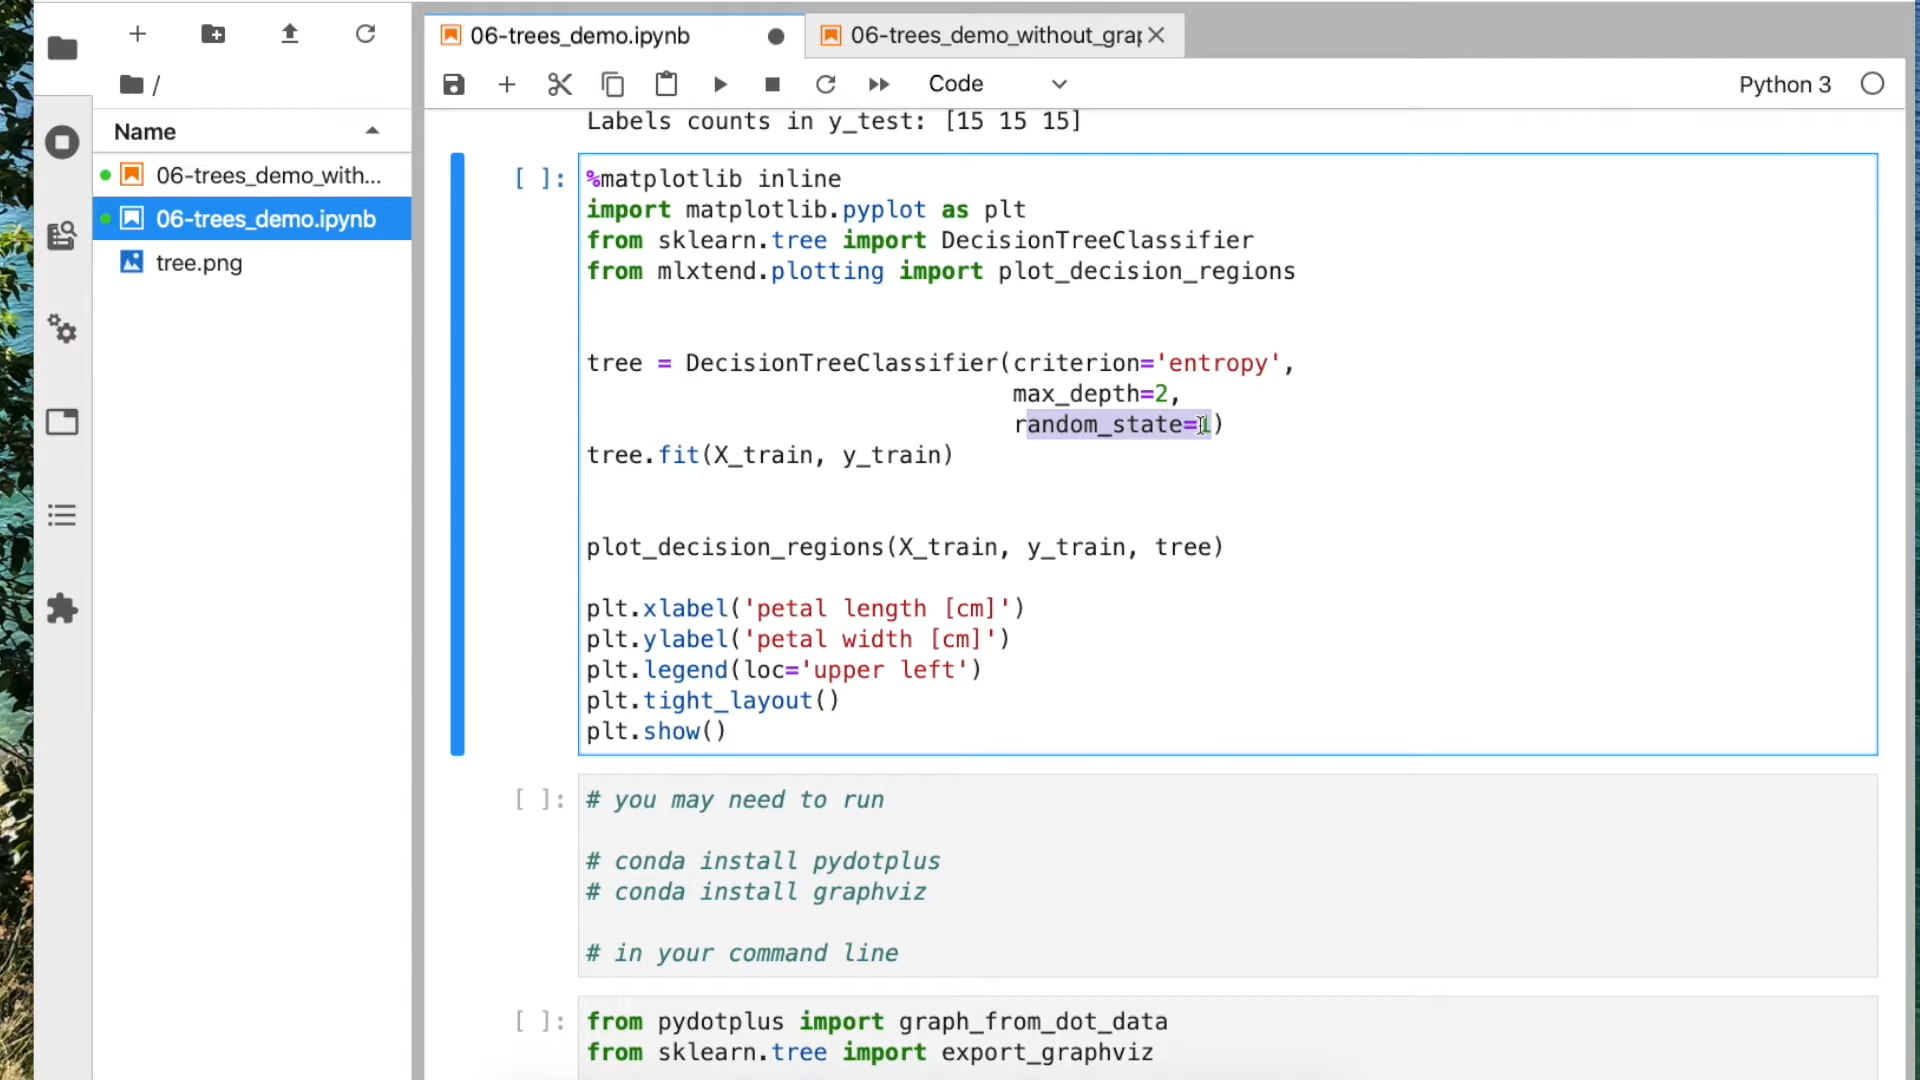 06-trees_demo.ipynb
06-trees_demo_without_grap
/
Code
Python 3
Name
06-trees_demo_with...
06-trees_demo.ipynb
tree.png
Labels counts in y_test: [15 15 15]
[ ]:
%matplotlib inline
import matplotlib.pyplot as plt
from sklearn.tree import DecisionTreeClassifier
from mlxtend.plotting import plot_decision_regions
tree = DecisionTreeClassifier(criterion='entropy',
max_depth=2,
random_state=1)
tree.fit(X_train, y_train)
plot_decision_regions(X_train, y_train, tree)
plt.xlabel('petal length [cm]')
plt.ylabel('petal width [cm]')
plt.legend(loc='upper left')
plt.tight_layout()
plt.show()
[ ]:
# you may need to run
# conda install pydotplus
# conda install graphviz
# in your command line
[ ]:
from pydotplus import graph_from_dot_data
from sklearn.tree import export_graphviz